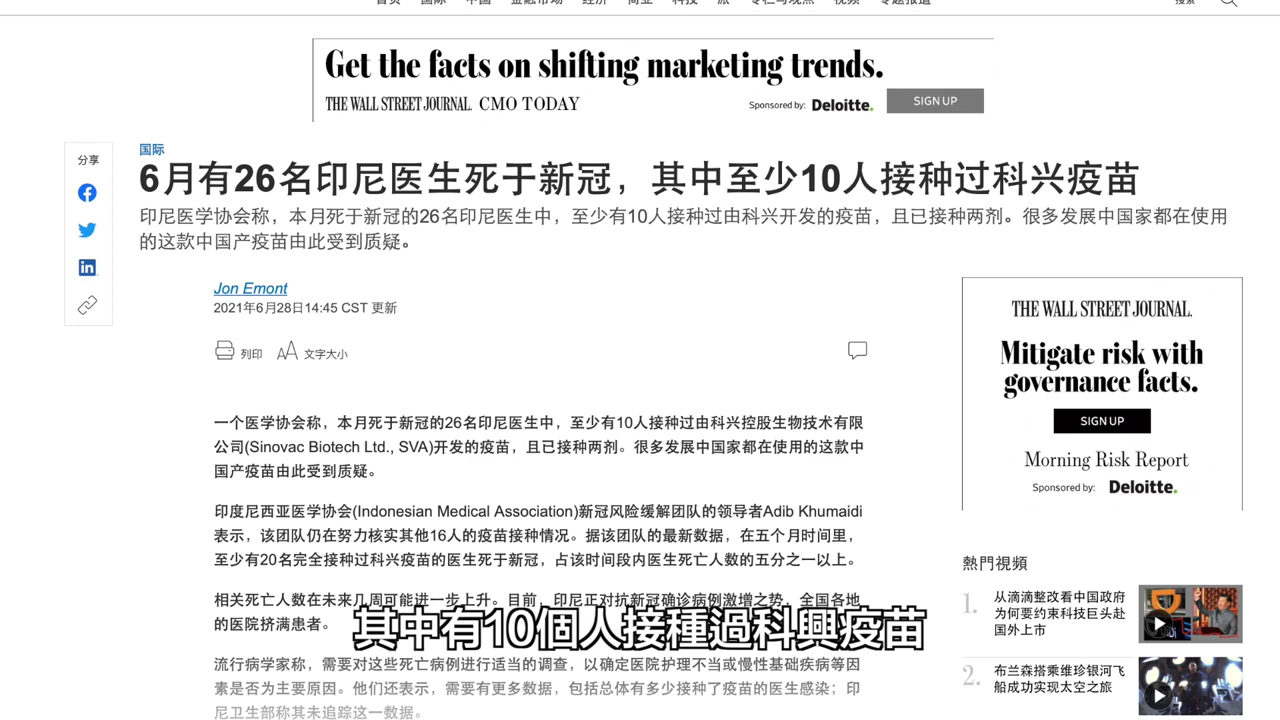 首页 国际 中国 金融市场 经济 商业 科技 派 专栏与观点 视频 专题报道
搜索
Get the facts on shifting marketing trends.
THE WALL STREET JOURNAL. CMO TODAY
Sponsored by: Deloitte.
SIGN UP
分享
国际
6月有26名印尼医生死于新冠，其中至少10人接种过科兴疫苗
印尼医学协会称，本月死于新冠的26名印尼医生中，至少有10人接种过由科兴开发的疫苗，且已接种两剂。很多发展中国家都在使用
的这款中国产疫苗由此受到质疑。
Jon Emont
2021年6月28日14:45 CST 更新
列印 AA 文字大小
一个医学协会称，本月死于新冠的26名印尼医生中，至少有10人接种过由科兴控股生物技术有限
公司(Sinovac Biotech Ltd., SVA)开发的疫苗，且已接种两剂。很多发展中国家都在使用的这款中
国产疫苗由此受到质疑。
印度尼西亚医学协会(Indonesian Medical Association)新冠风险缓解团队的领导者Adib Khumaidi
表示，该团队仍在努力核实其他16人的疫苗接种情况。据该团队的最新数据，在五个月时间里，
至少有20名完全接种过科兴疫苗的医生死于新冠，占该时间段内医生死亡人数的五分之一以上。
相关死亡人数在未来几周可能进一步上升。目前，印尼正对抗新冠确诊病例激增之势，全国各地
的医院挤满患者。
其中有10個人接種過科興疫苗
流行病学家称，需要对这些死亡病例进行适当的调查，以确定医院护理不当或慢性基础疾病等因
素是否为主要原因。他们还表示，需要有更多数据，包括总体有多少接种了疫苗的医生感染；印
尼卫生部称其未追踪这一数据。
THE WALL STREET JOURNAL.
Mitigate risk with
governance facts.
SIGN UP
Morning Risk Report
Sponsored by: Deloitte.
熱門視頻
1. 从滴滴整改看中国政府
为何要约束科技巨头赴
国外上市
2. 布兰森搭乘维珍银河飞
船成功实现太空之旅